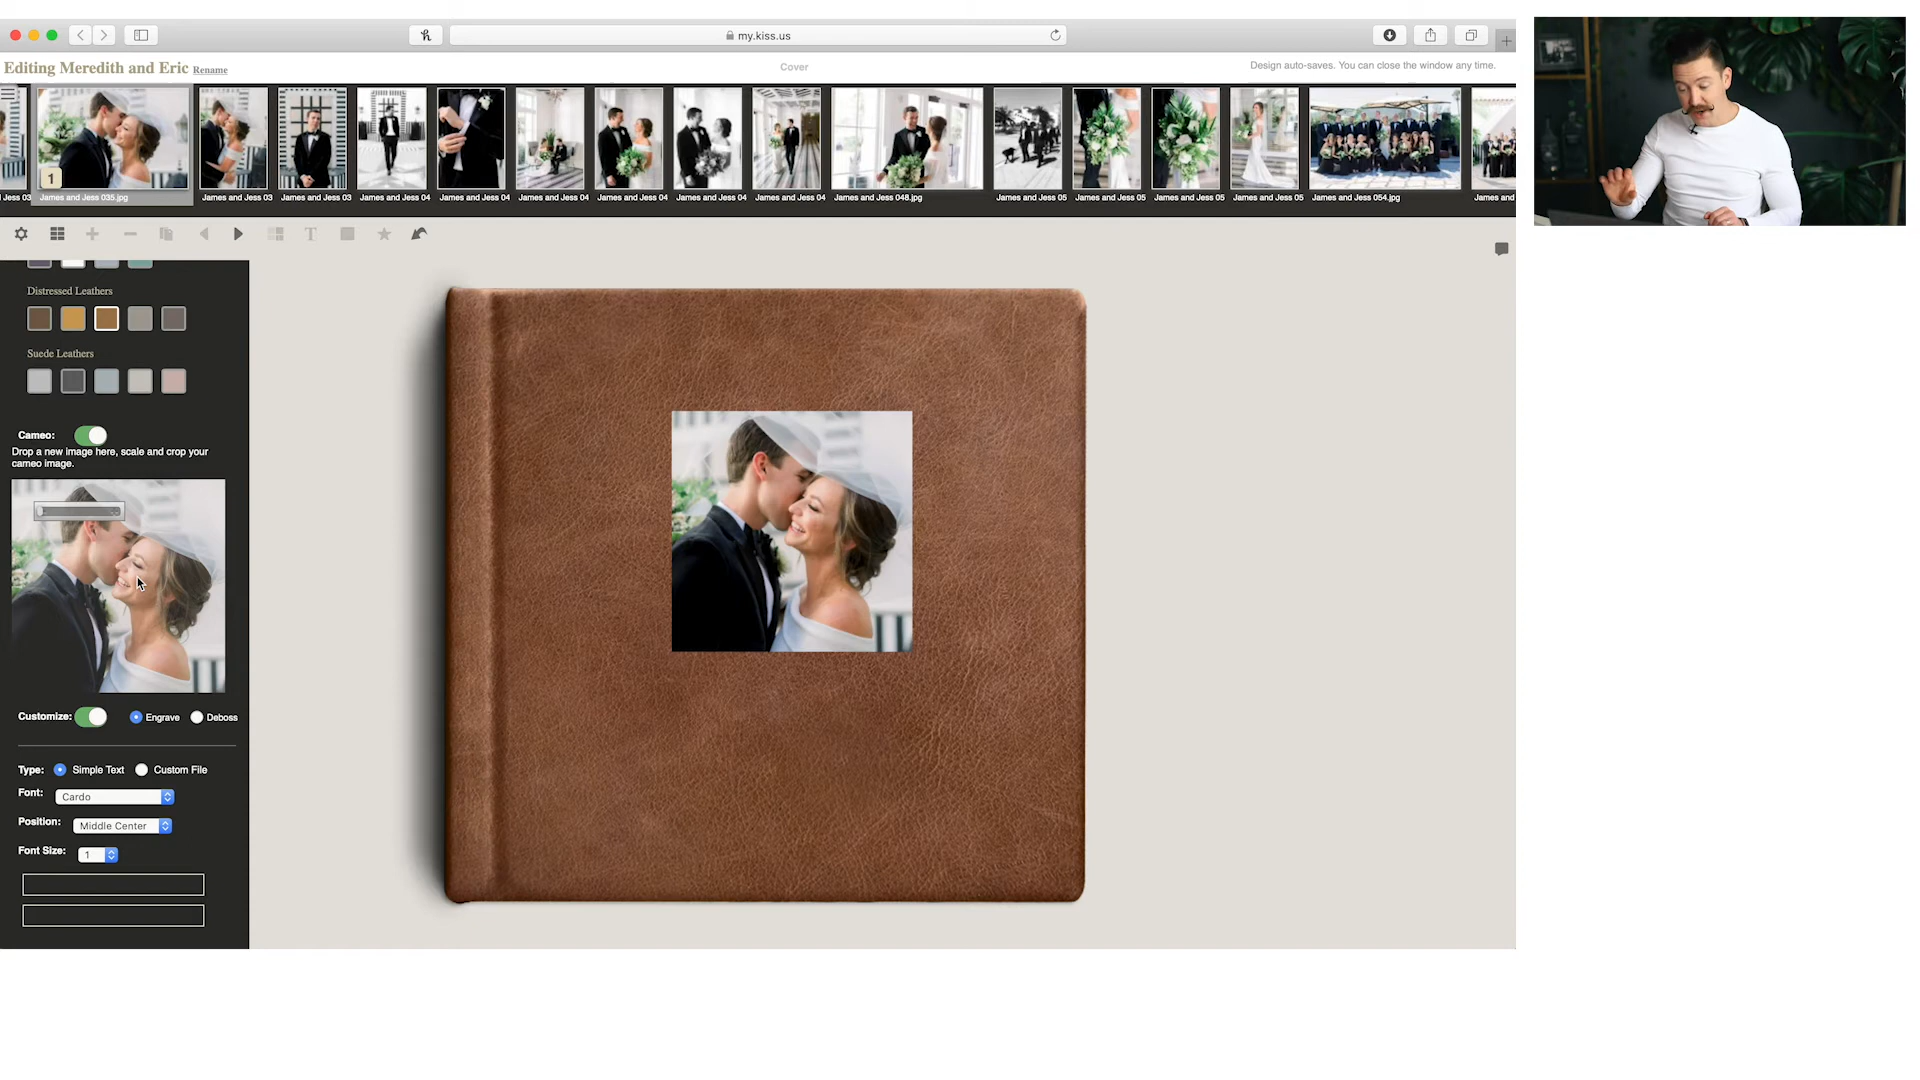 my.kiss.us
Editing Meredith and Eric Rename
Cover
Design auto-saves. You can close the window any time.
1
Jess 03
James and Jess 035.jpg
James and Jess 03
James and Jess 03
James and Jess 04
James and Jess 04
James and Jess 04
James and Jess 04
James and Jess 04
James and Jess 04
James and Jess 048.jpg
James and Jess 05
James and Jess 05
James and Jess 05
James and Jess 05
James and Jess 054.jpg
James and
T
Distressed Leathers
Suede Leathers
Cameo:
Drop a new image here, scale and crop your
cameo image.
Customize: Engrave Deboss
Type: Simple Text Custom File
Font: Cardo
Position: Middle Center
Font Size: 1